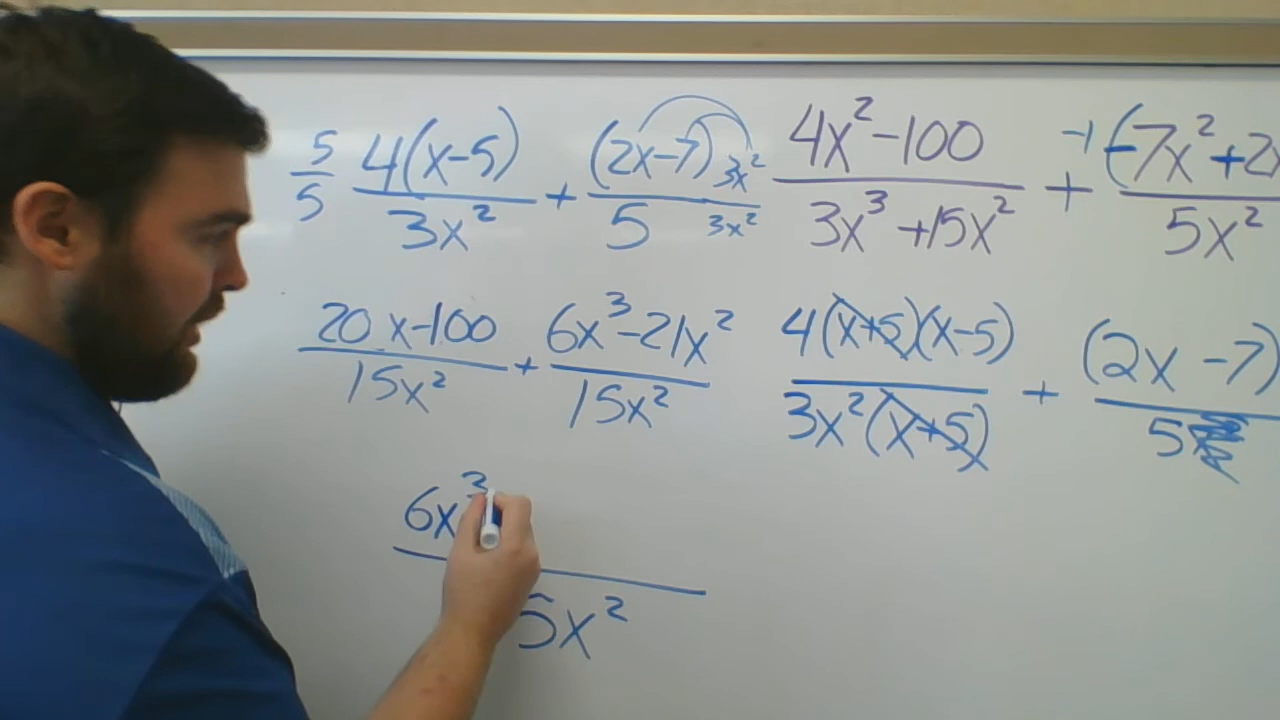 5/5 4(x-5)/3x² + (2x-7)3x²/5 3x²
4x²-100/3x³+15x² + -1(-7x²+2x/5x²
20x-100/15x² + 6x³-21x²/15x²
4(x+5)(x-5)/3x²(x+5) + (2x-7)/5
6x³/5x²